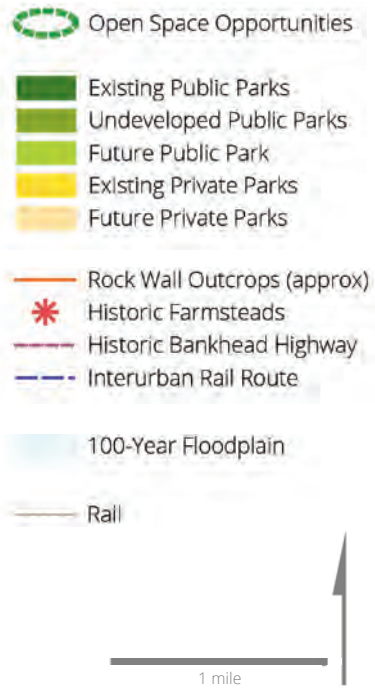 Open Space Opportunities
Existing Public Parks
Undeveloped Public Parks
Future Public Park
Existing Private Parks
Future Private Parks
Rock Wall Outcrops (approx)
Historic Farmsteads
Historic Bankhead Highway
Interurban Rail Route
100-Year Floodplain
Rail
1 mile